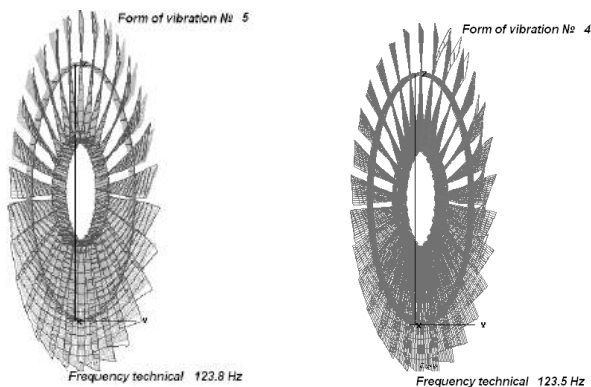 Form of vibration № 5
Form of vibration № 4
z
z
Y
Y
Frequency technical 123.8 Hz
Frequency technical 123.5 Hz